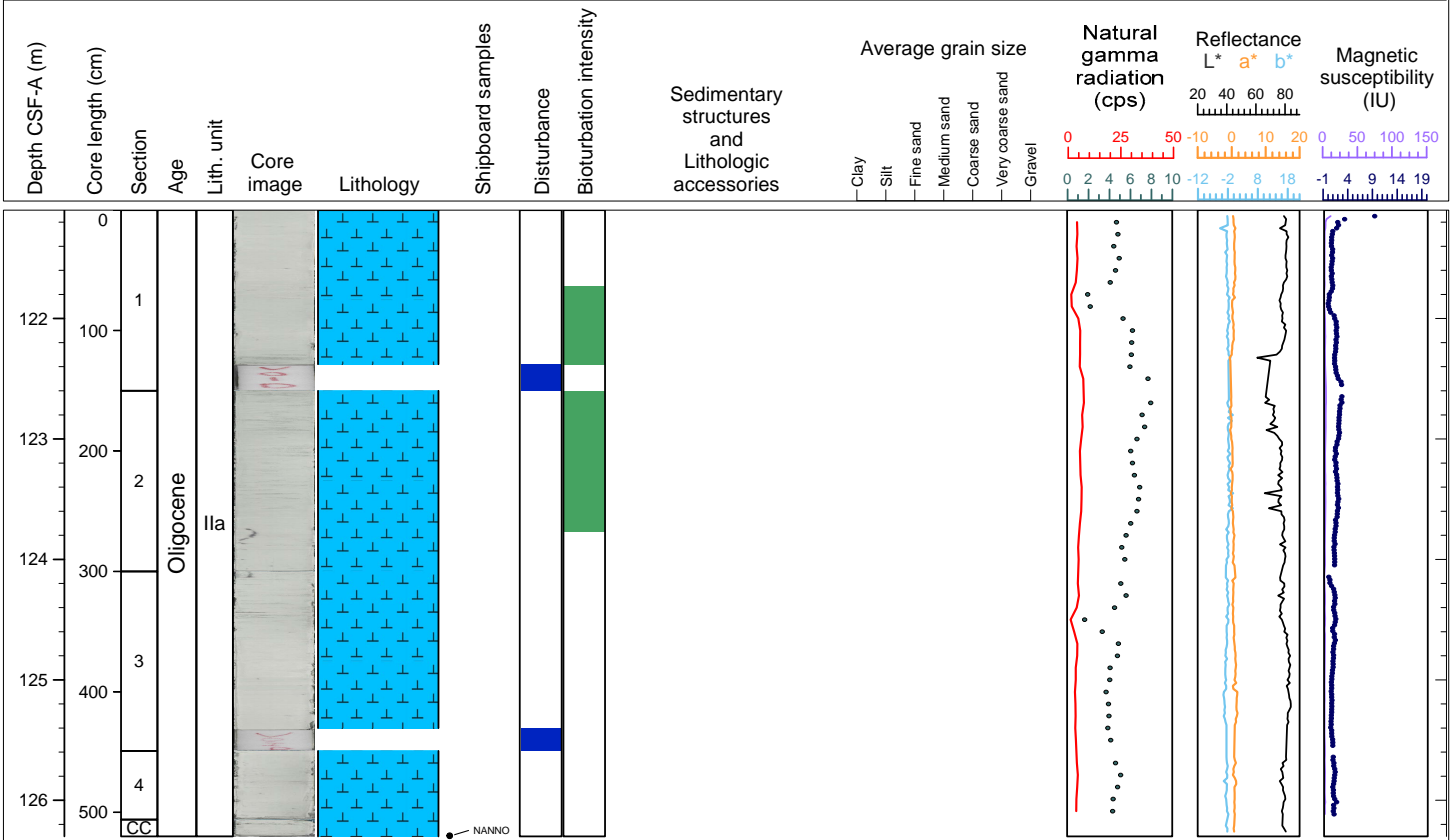 Depth CSF-A (m)
Core length (cm)
Section
Age
Lith. unit
Core
image
Lithology
Shipboard samples
Disturbance
Bioturbation intensity
Sedimentary
structures
and
Lithologic
accessories
Average grain size
Clay
Silt
Fine sand
Medium sand
Coarse sand
Very coarse sand
Gravel
Natural
gamma
radiation
(cps)
0 25 50
0 2 4 6 8 10
Reflectance
L* a* b*
20 40 60 80
-10 0 10 20
-12 -2 8 18
Magnetic
susceptibility
(IU)
0 50 100 150
-1 4 9 14 19
122
123
124
125
126
0
100
200
300
400
500
1
2
3
4
CC
Oligocene
IIa
NANNO